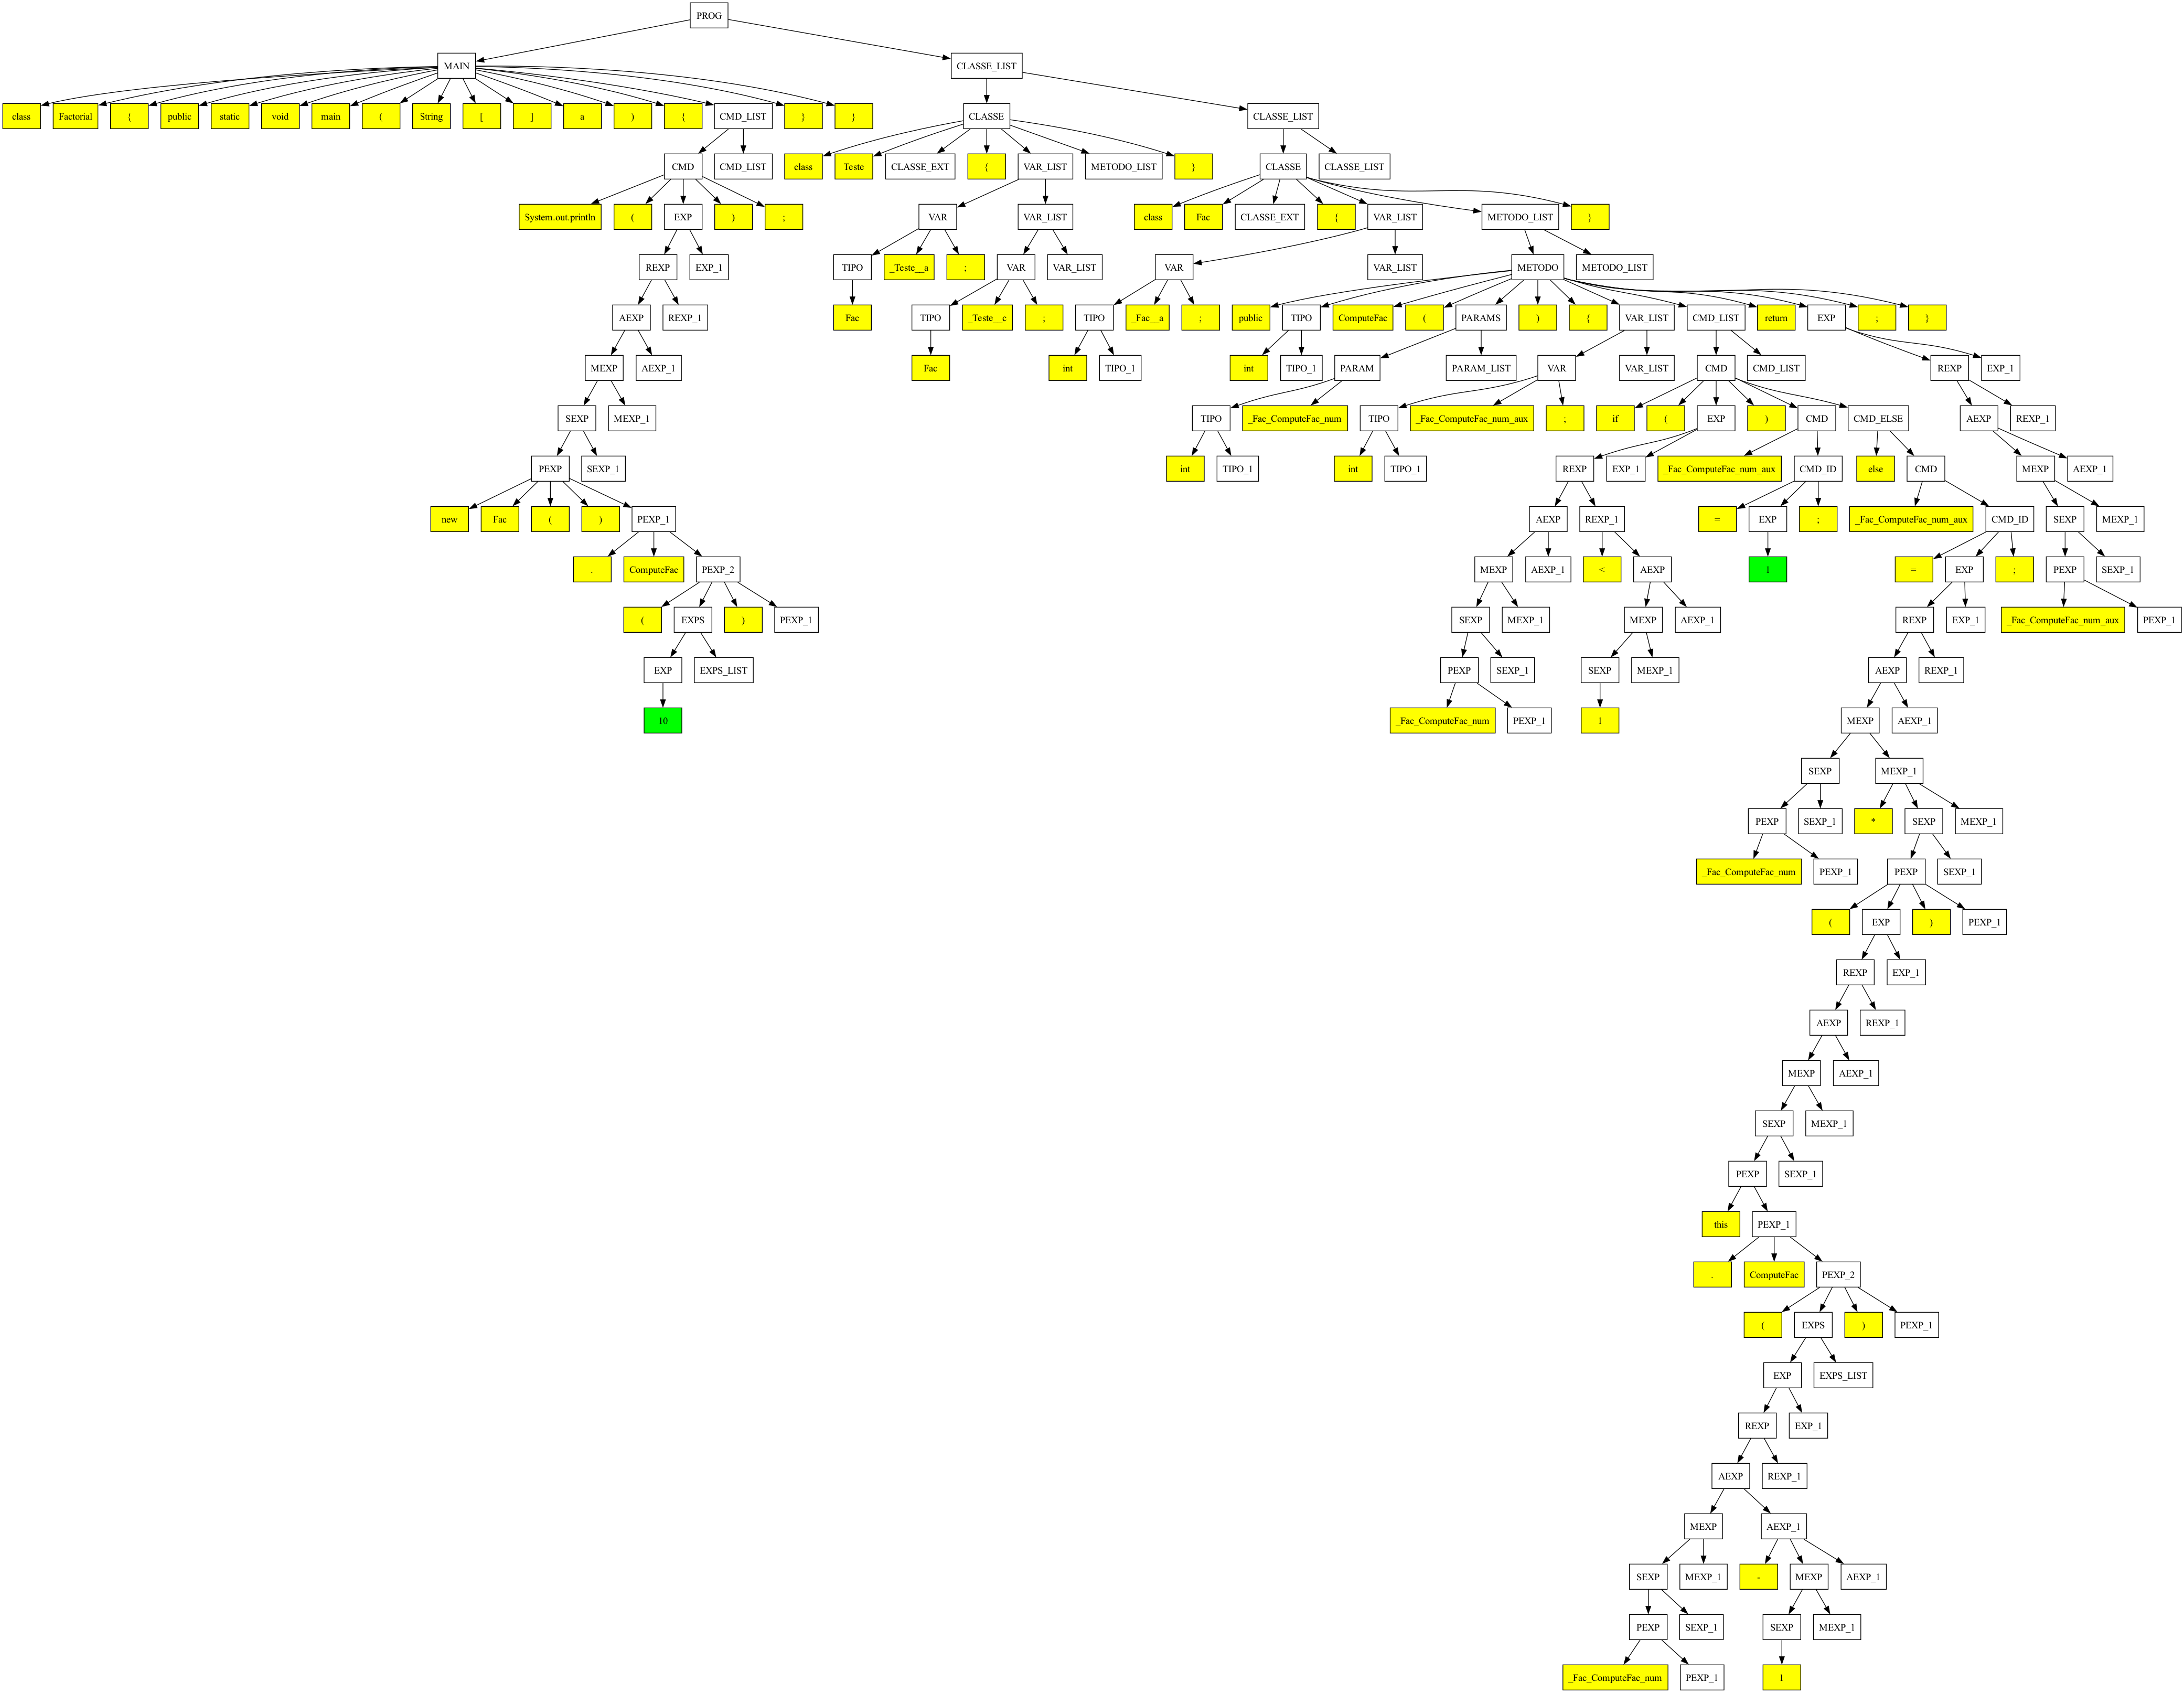 PROG
MAIN CLASSE_LIST
class Factorial { public static void main ( String [ ] a ) { CMD_LIST } } CLASSE CLASSE_LIST
CMD CMD_LIST class Teste CLASSE_EXT { VAR_LIST METODO_LIST } CLASSE CLASSE_LIST
System.out.println ( EXP ) ; VAR VAR_LIST class Fac CLASSE_EXT { VAR_LIST METODO_LIST }
REXP EXP_1 TIPO _Teste__a ; VAR VAR_LIST VAR VAR_LIST METODO METODO_LIST
AEXP REXP_1 Fac TIPO _Teste__c ; TIPO _Fac__a ; public TIPO ComputeFac ( PARAMS ) { VAR_LIST CMD_LIST return EXP ; }
MEXP AEXP_1 Fac int TIPO_1 int TIPO_1 PARAM PARAM_LIST VAR VAR_LIST CMD CMD_LIST REXP EXP_1
SEXP MEXP_1 TIPO _Fac_ComputeFac_num TIPO _Fac_ComputeFac_num_aux ; if ( EXP ) CMD CMD_ELSE AEXP REXP_1
PEXP SEXP_1 int TIPO_1 int TIPO_1 REXP EXP_1 _Fac_ComputeFac_num_aux CMD_ID else CMD MEXP AEXP_1
new Fac ( ) PEXP_1 AEXP REXP_1 = EXP ; _Fac_ComputeFac_num_aux CMD_ID SEXP MEXP_1
. ComputeFac PEXP_2 MEXP AEXP_1 < AEXP 1 = EXP ; PEXP SEXP_1
( EXPS ) PEXP_1 SEXP MEXP_1 MEXP AEXP_1 REXP EXP_1 _Fac_ComputeFac_num_aux PEXP_1
EXP EXPS_LIST PEXP SEXP_1 SEXP MEXP_1 AEXP REXP_1
10 _Fac_ComputeFac_num PEXP_1 1 MEXP AEXP_1
SEXP MEXP_1
PEXP SEXP_1 * SEXP MEXP_1
_Fac_ComputeFac_num PEXP_1 PEXP SEXP_1
( EXP ) PEXP_1
REXP EXP_1
AEXP REXP_1
MEXP AEXP_1
SEXP MEXP_1
PEXP SEXP_1
this PEXP_1
. ComputeFac PEXP_2
( EXPS ) PEXP_1
EXP EXPS_LIST
REXP EXP_1
AEXP REXP_1
MEXP AEXP_1
SEXP MEXP_1 - MEXP AEXP_1
PEXP SEXP_1 SEXP MEXP_1
_Fac_ComputeFac_num PEXP_1 1